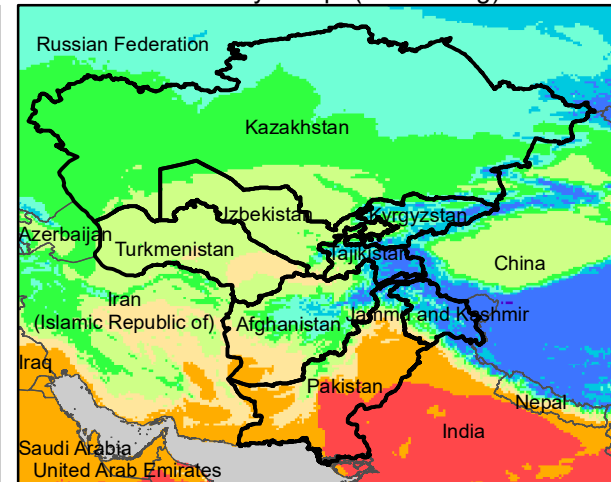 Russian Federation
Kazakhstan
Uzbekistan
Kyrgyzstan
Azerbaijan
Turkmenistan
Tajikistan
China
Iran
(Islamic Republic of)
Afghanistan
Jammu and Kashmir
Iraq
Pakistan
Nepal
India
Saudi Arabia
United Arab Emirates